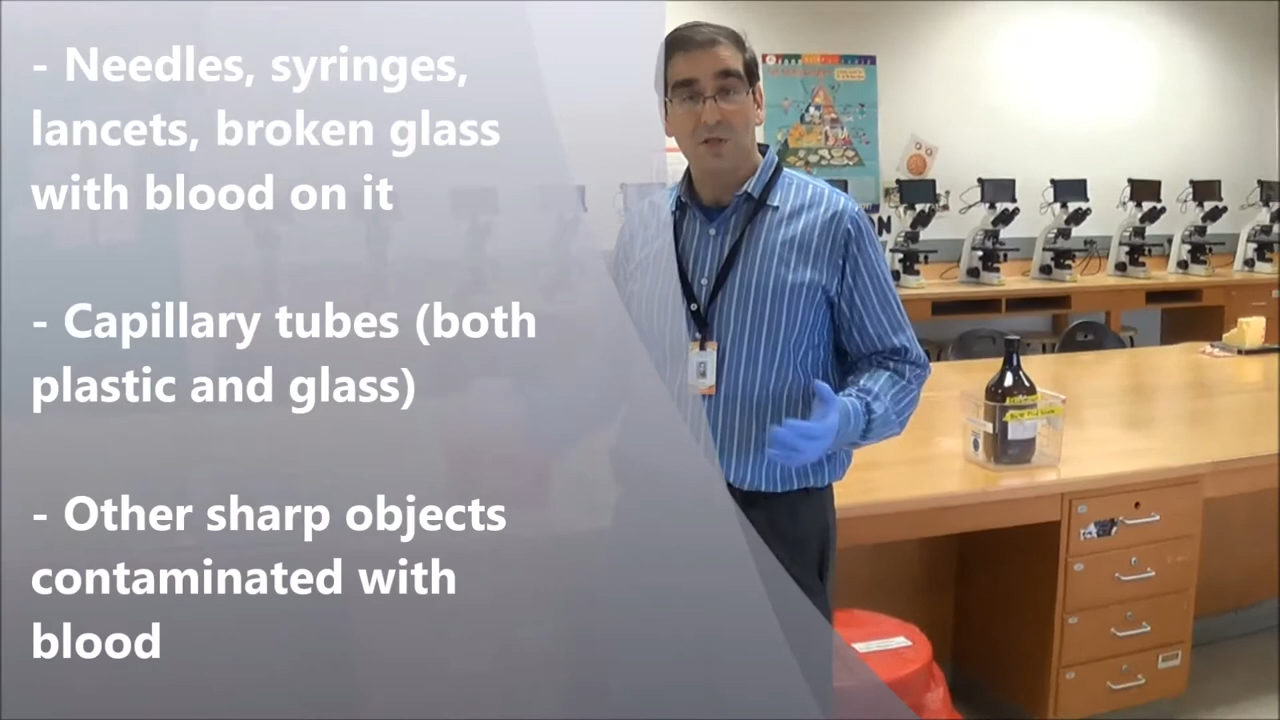 - Needles, syringes,
lancets, broken glass
with blood on it
- Capillary tubes (both
plastic and glass)
- Other sharp objects
contaminated with
blood